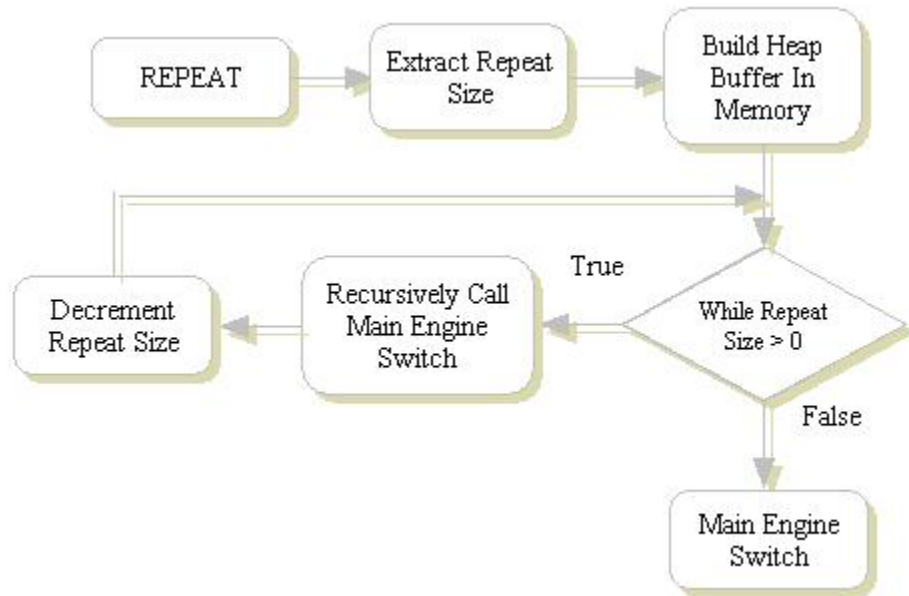 REPEAT
Extract Repeat
Size
Build Heap
Buffer In
Memory
While Repeat
Size > 0
True
Recursively Call
Main Engine
Switch
Decrement
Repeat Size
False
Main Engine
Switch